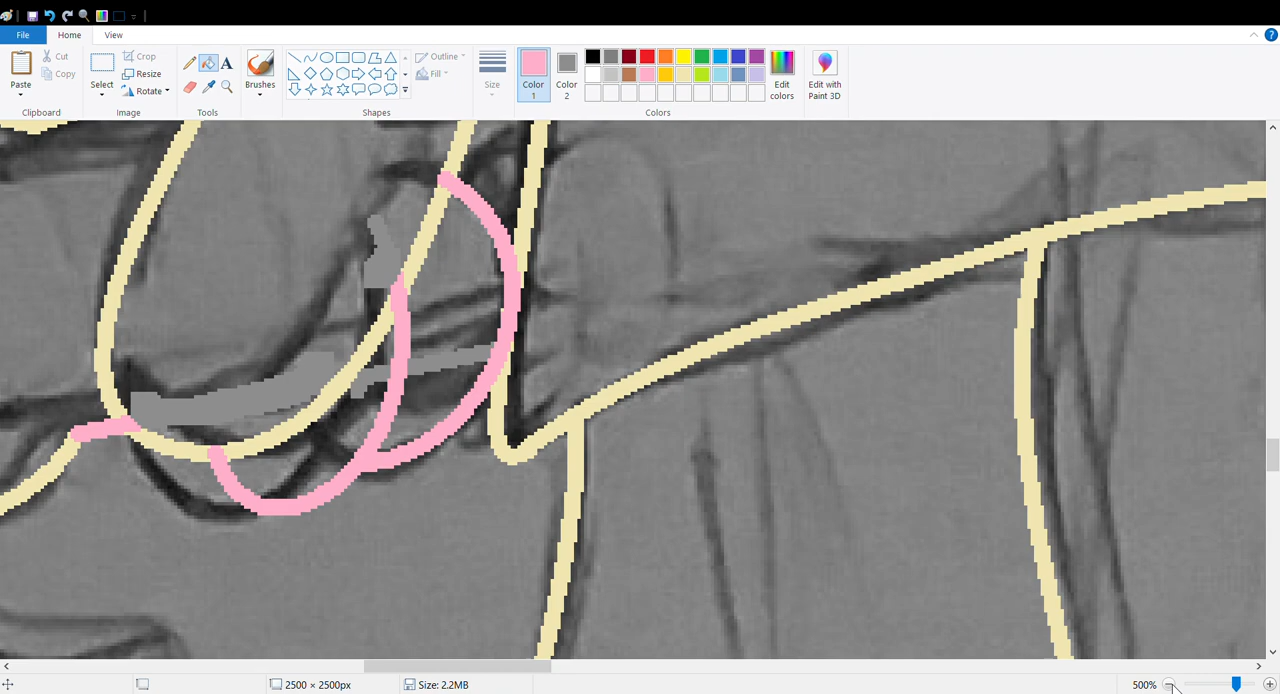 File Home View
Paste Cut Copy
Select Crop Resize Rotate
A
Brushes
Outline Fill
Size
Color 1 Color 2
Edit colors Edit with Paint 3D
Clipboard Image Tools Shapes Colors
2500 × 2500px Size: 2.2MB 500%